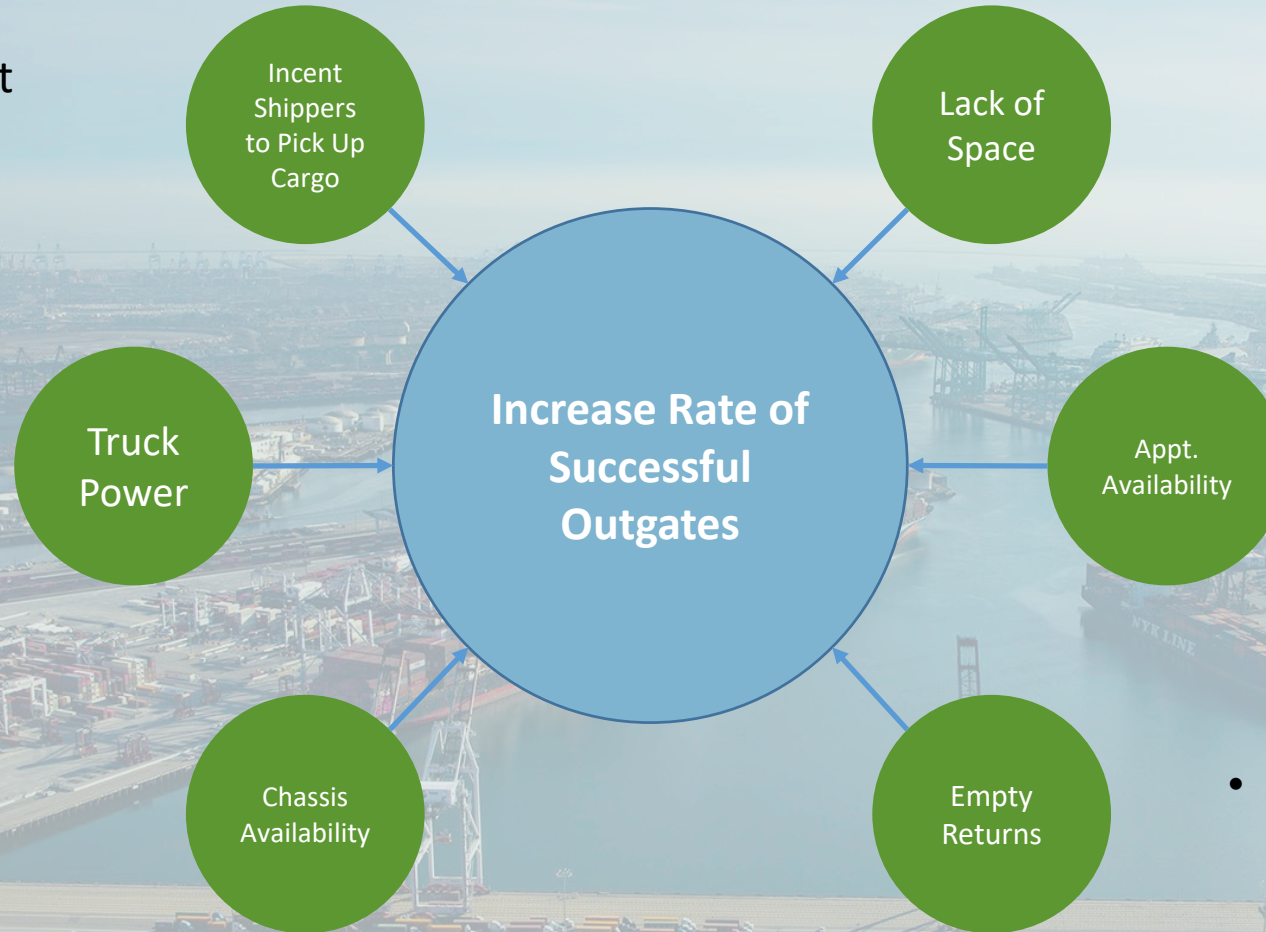 t
Incent
Shippers
to Pick Up
Cargo
Lack of
Space
Increase Rate of
Successful
Outgates
Truck
Power
Appt.
Availability
NYK LINE
Chassis
Availability
Empty
Returns
•